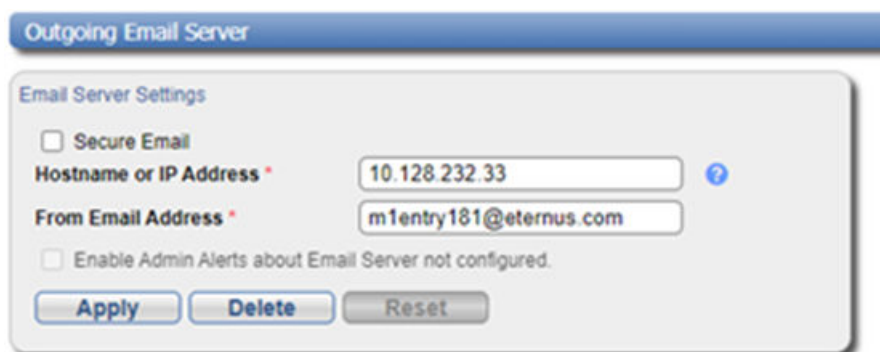 Outgoing Email Server
Email Server Settings
Secure Email
Hostname or IP Address * 10.128.232.33 ?
From Email Address * m1entry181@eternus.com
Enable Admin Alerts about Email Server not configured.
Apply Delete Reset